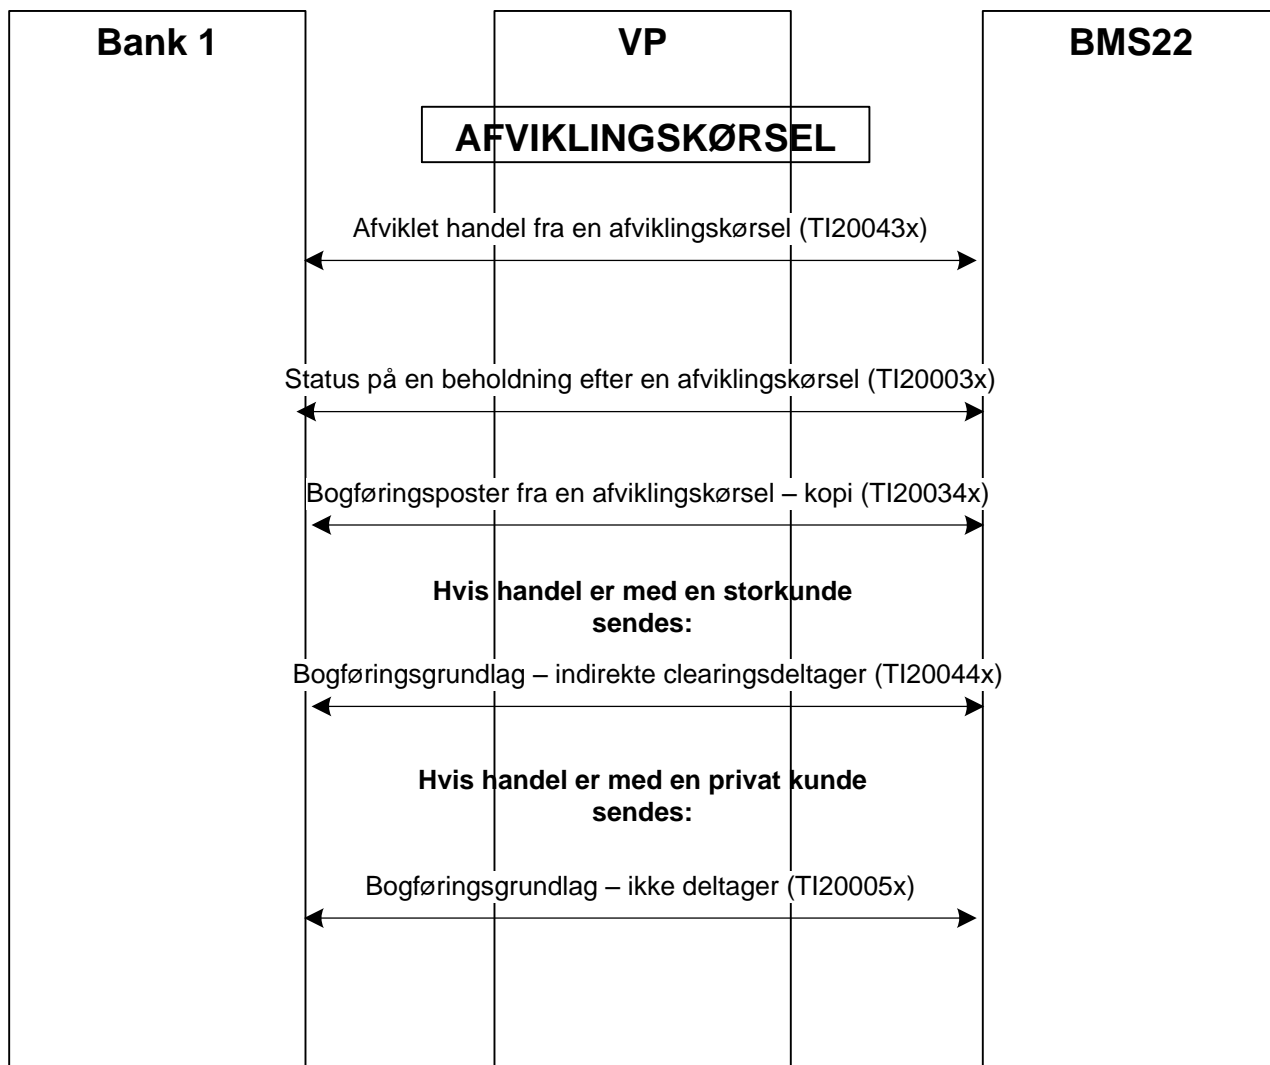 Bank 1
VP
BMS22
AFVIKLINGSKØRSEL
Afviklet handel fra en afviklingskørsel (TI20043x)
Status på en beholdning efter en afviklingskørsel (TI20003x)
Bogføringsposter fra en afviklingskørsel – kopi (TI20034x)
Hvis handel er med en storkunde
sendes:
Bogføringsgrundlag – indirekte clearingsdeltager (TI20044x)
Hvis handel er med en privat kunde
sendes:
Bogføringsgrundlag – ikke deltager (TI20005x)